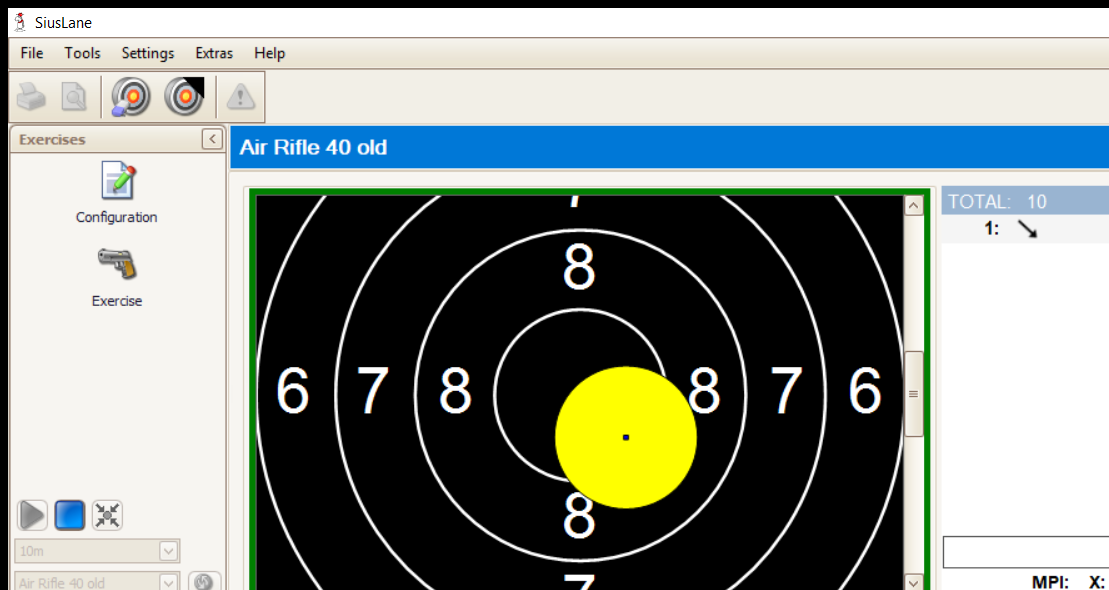 SiusLane
File Tools Settings Extras Help
Exercises
Air Rifle 40 old
Configuration
Exercise
10m
Air Rifle 40 old
7
8
6 7 8 8 7 6
8
7
TOTAL: 10
1:
MPI: X: